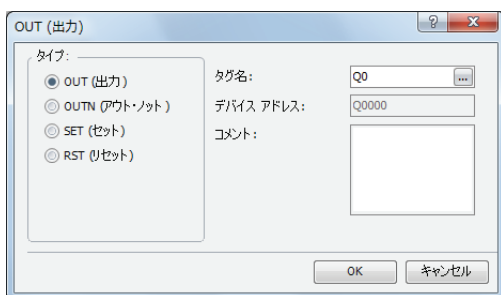 OUT (出力)
タイプ:
OUT (出力)
OUTN (アウト・ノット)
SET (セット)
RST (リセット)
タグ名:
Q0
...
デバイス アドレス:
Q0000
コメント:
OK
キャンセル